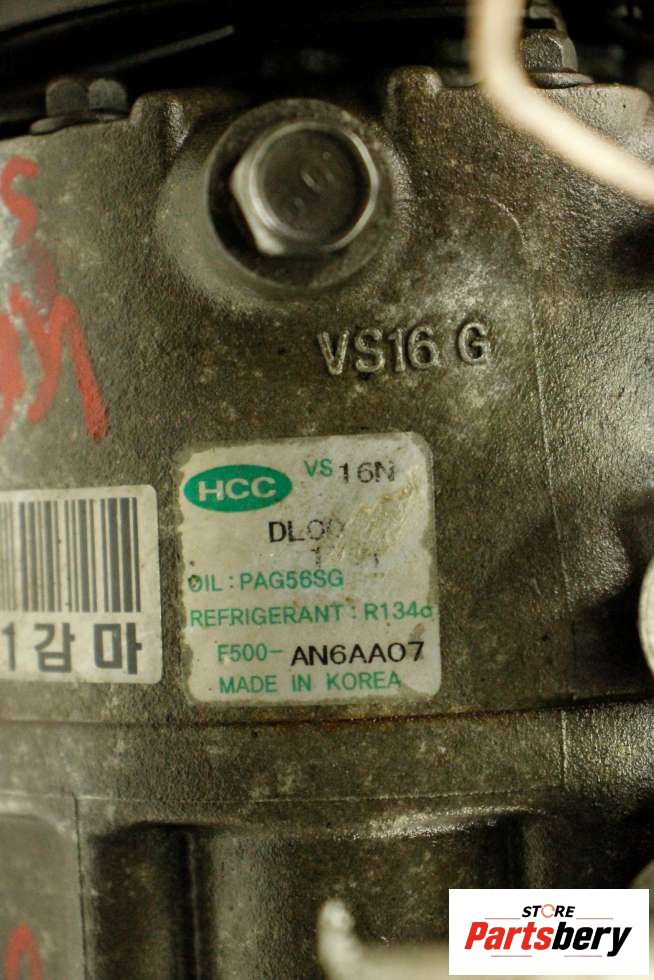 VS16 G
HCC VS 16N
OIL : PAG56SG
REFRIGERANT : R134a
F500- AN6AA07
MADE IN KOREA
1감마
STORE
Partsbery